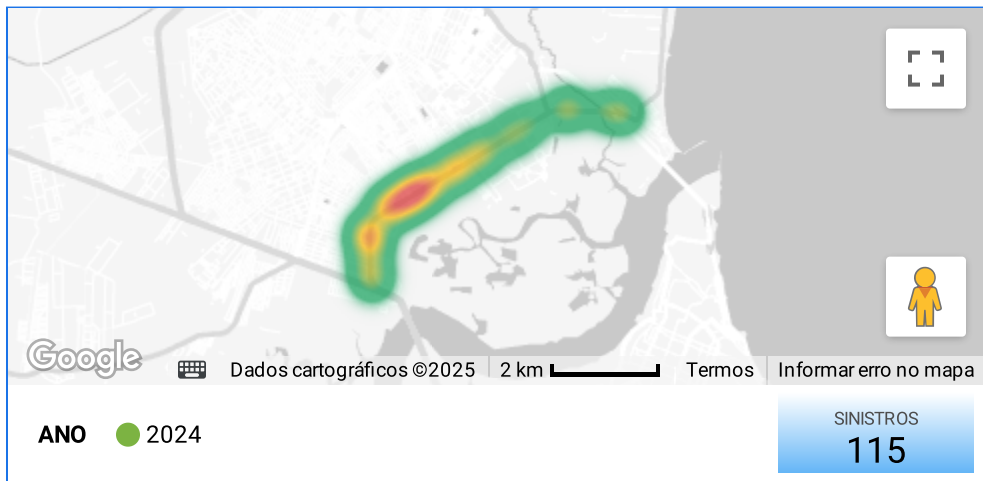 Google
Dados cartográficos ©2025
2 km
Termos
Informar erro no mapa
ANO
2024
SINISTROS
115